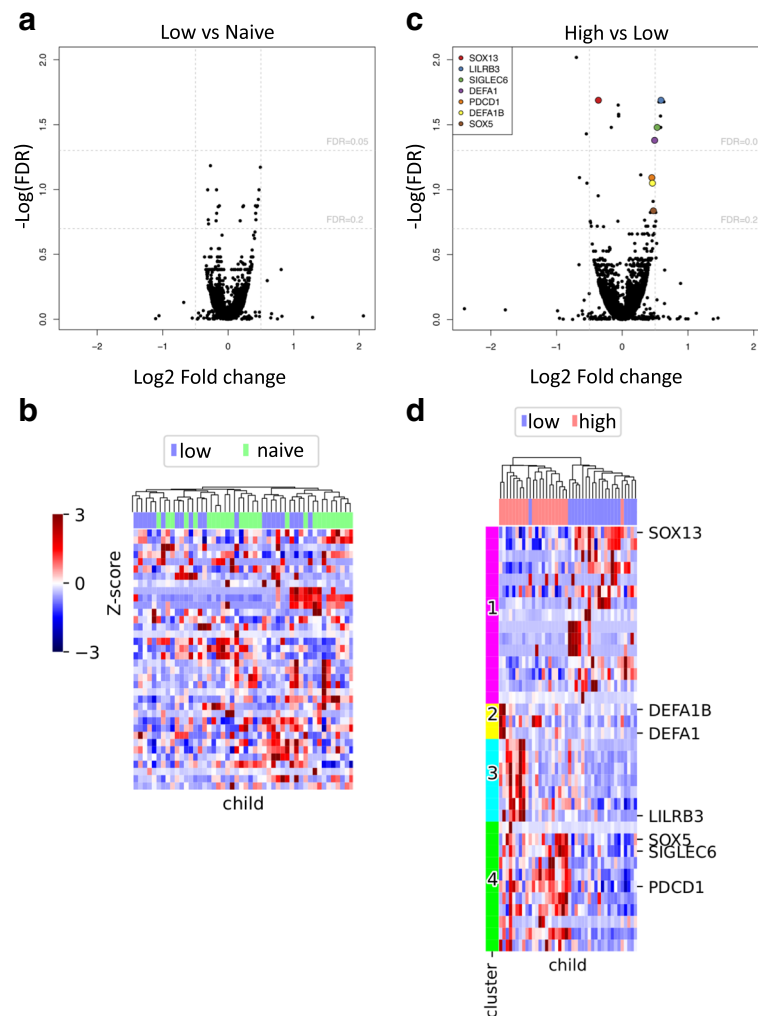 a
Low vs Naive
2.0
1.5
1.0
0.5
0.0
-Log(FDR)
FDR=0.05
FDR=0.2
−2
−1
0
1
2
Log2 Fold change
c
High vs Low
SOX13
LILRB3
SIGLEC6
DEFA1
PDCD1
DEFA1B
SOX5
2.0
1.5
1.0
0.5
0.0
-Log(FDR)
FDR=0.0
FDR=0.2
−2
−1
0
1
2
Log2 Fold change
b
low naive
3
0
−3
Z-score
child
d
low high
1
2
3
4
SOX13
DEFA1B
DEFA1
LILRB3
SOX5
SIGLEC6
PDCD1
cluster
child